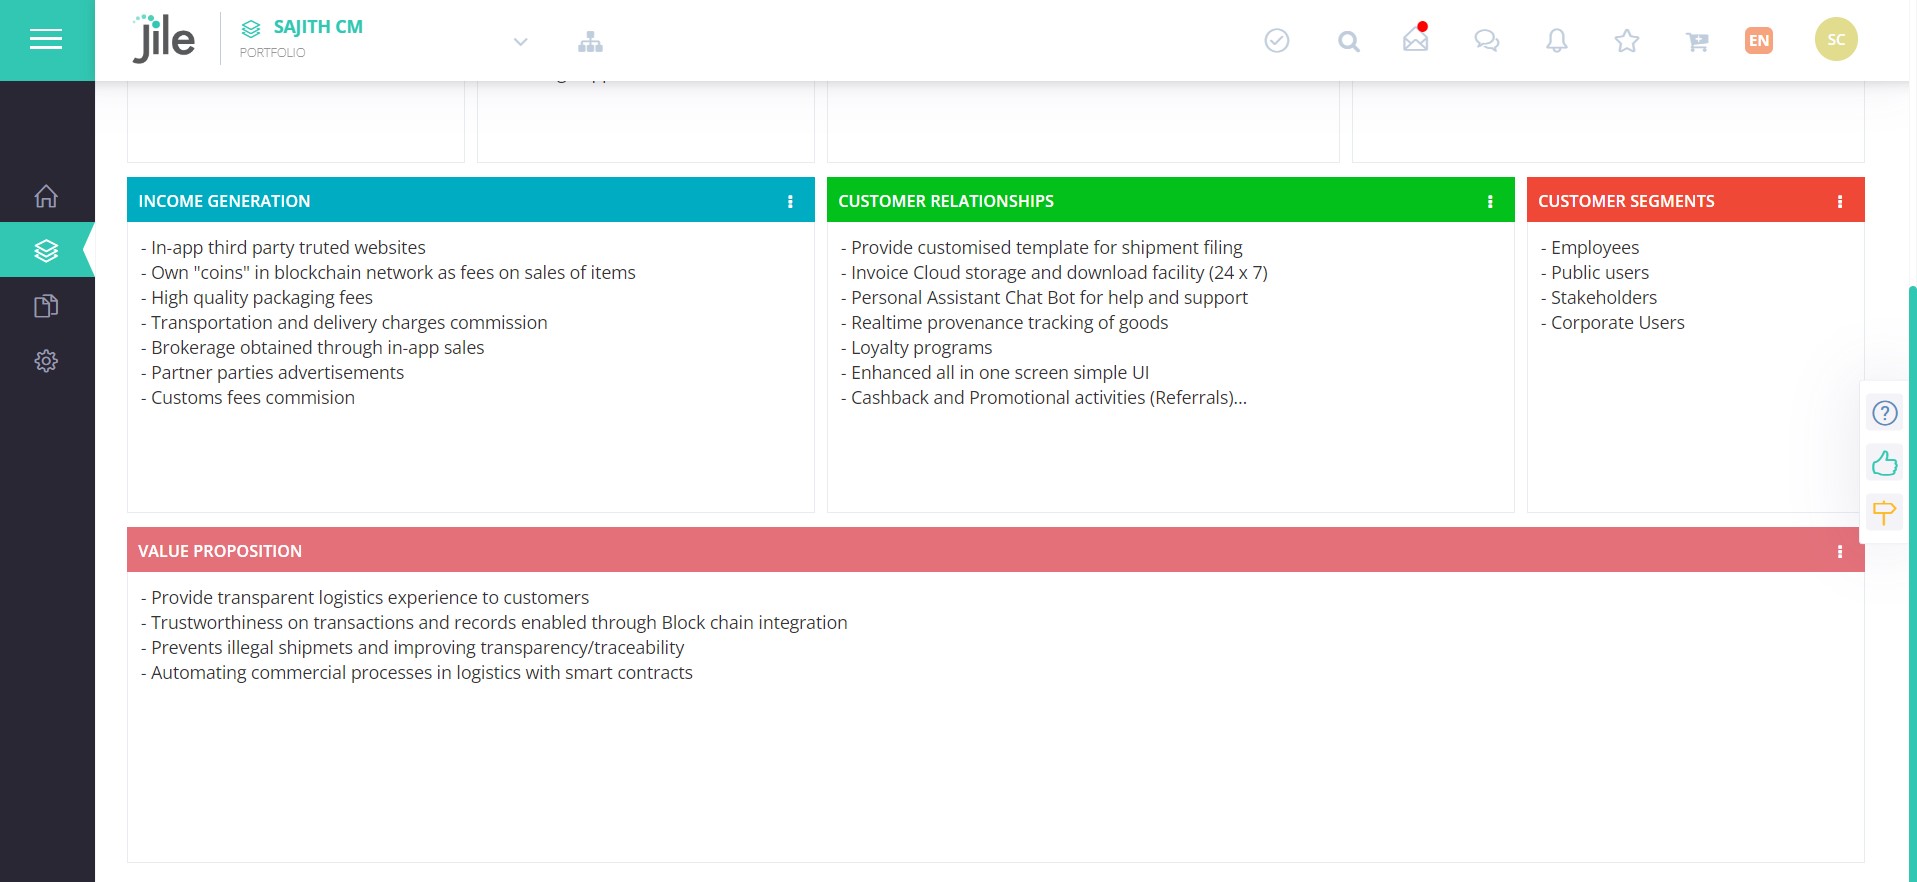 jile
SAJITH CM
PORTFOLIO
EN
SC
INCOME GENERATION
- In-app third party truted websites
- Own "coins" in blockchain network as fees on sales of items
- High quality packaging fees
- Transportation and delivery charges commission
- Brokerage obtained through in-app sales
- Partner parties advertisements
- Customs fees commision
CUSTOMER RELATIONSHIPS
- Provide customised template for shipment filing
- Invoice Cloud storage and download facility (24 x 7)
- Personal Assistant Chat Bot for help and support
- Realtime provenance tracking of goods
- Loyalty programs
- Enhanced all in one screen simple UI
- Cashback and Promotional activities (Referrals)...
CUSTOMER SEGMENTS
- Employees
- Public users
- Stakeholders
- Corporate Users
VALUE PROPOSITION
- Provide transparent logistics experience to customers
- Trustworthiness on transactions and records enabled through Block chain integration
- Prevents illegal shipmets and improving transparency/traceability
- Automating commercial processes in logistics with smart contracts